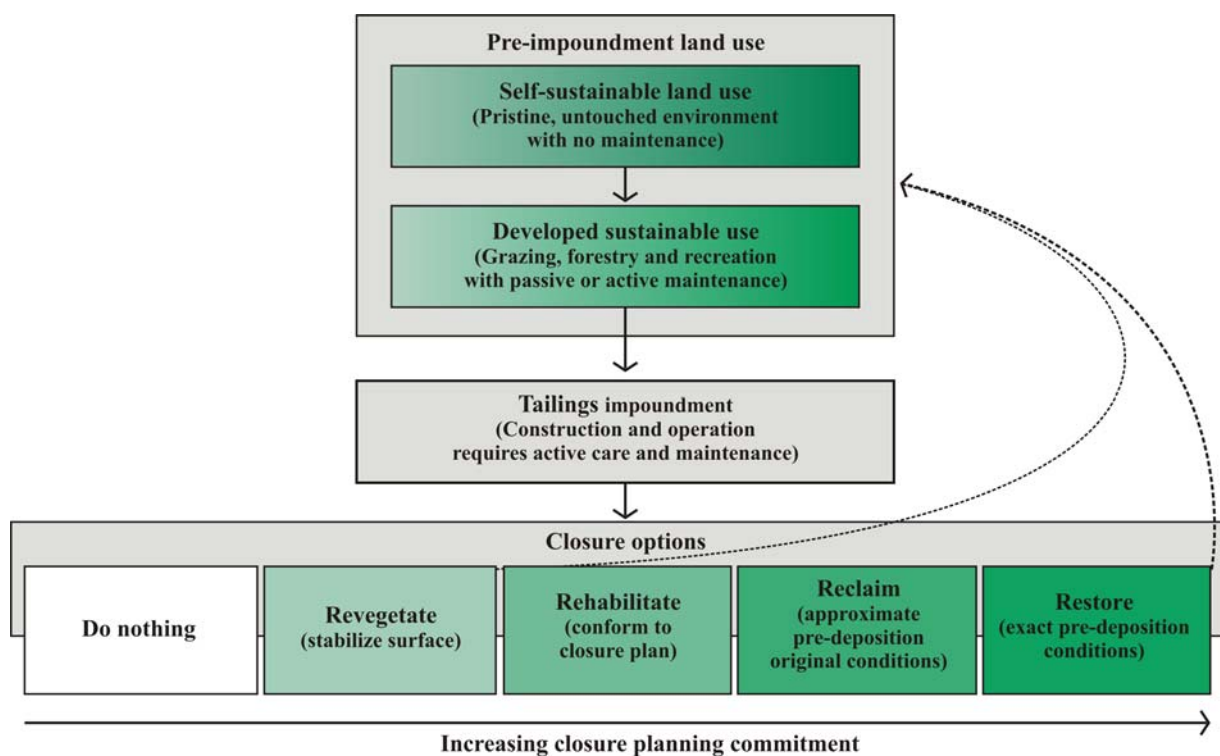 Pre-impoundment land use
Self-sustainable land use
(Pristine, untouched environment
with no maintenance)
Developed sustainable use
(Grazing, forestry and recreation
with passive or active maintenance)
Tailings impoundment
(Construction and operation
requires active care and maintenance)
Closure options
Do nothing
Revegetate
(stabilize surface)
Rehabilitate
(conform to
closure plan)
Reclaim
(approximate
pre-deposition
original conditions)
Restore
(exact pre-deposition
conditions)
Increasing closure planning commitment